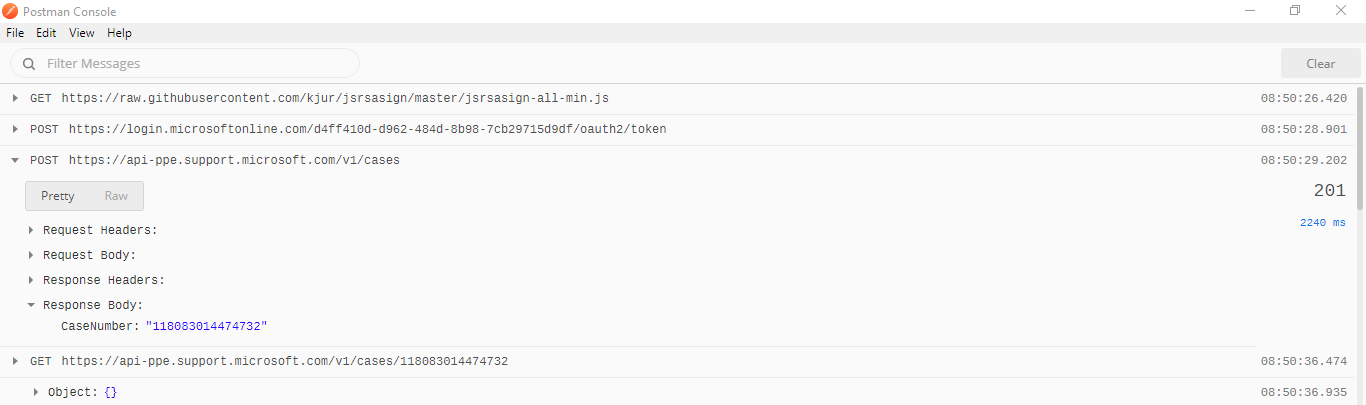 Postman Console
File Edit View Help
Filter Messages Clear
GET https://raw.githubusercontent.com/kjur/jsrsasign/master/jsrsasign-all-min.js 08:50:26.420
POST https://login.microsoftonline.com/d4ff410d-d962-484d-8b98-7cb29715d9df/oauth2/token 08:50:28.901
POST https://api-ppe.support.microsoft.com/v1/cases 08:50:29.202
Pretty Raw 201
2240 ms
Request Headers:
Request Body:
Response Headers:
Response Body:
CaseNumber: "118083014474732"
GET https://api-ppe.support.microsoft.com/v1/cases/118083014474732 08:50:36.474
Object: {} 08:50:36.935